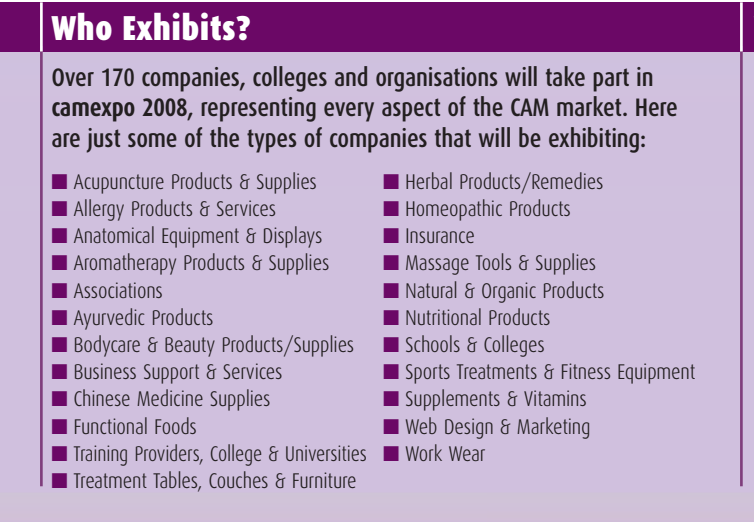 Who Exhibits?
Over 170 companies, colleges and organisations will take part in
camexpo 2008, representing every aspect of the CAM market. Here
are just some of the types of companies that will be exhibiting:
■ Acupuncture Products & Supplies
■ Allergy Products & Services
■ Anatomical Equipment & Displays
■ Aromatherapy Products & Supplies
■ Associations
■ Ayurvedic Products
■ Bodycare & Beauty Products/Supplies
■ Business Support & Services
■ Chinese Medicine Supplies
■ Functional Foods
■ Training Providers, College & Universities
■ Treatment Tables, Couches & Furniture
■ Herbal Products/Remedies
■ Homeopathic Products
■ Insurance
■ Massage Tools & Supplies
■ Natural & Organic Products
■ Nutritional Products
■ Schools & Colleges
■ Sports Treatments & Fitness Equipment
■ Supplements & Vitamins
■ Web Design & Marketing
■ Work Wear